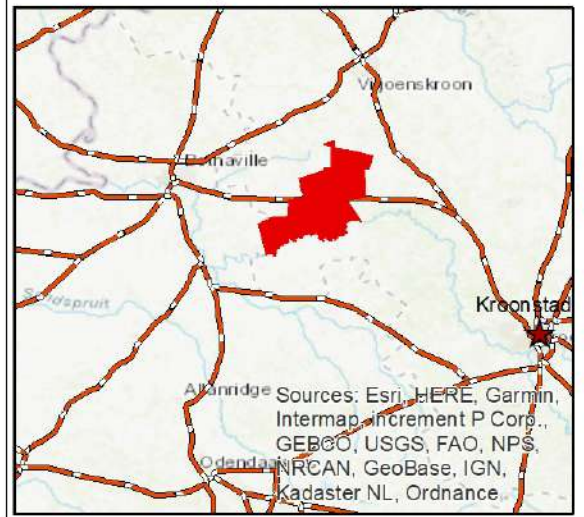 Viljoenskroon
Bothaville
Sandspruit
Kroonstad
Allanridge
Sources: Esri, HERE, Garmin,
Intermap, increment P Corp.,
GEBCO, USGS, FAO, NPS,
NRCAN, GeoBase, IGN,
Kadaster NL, Ordnance